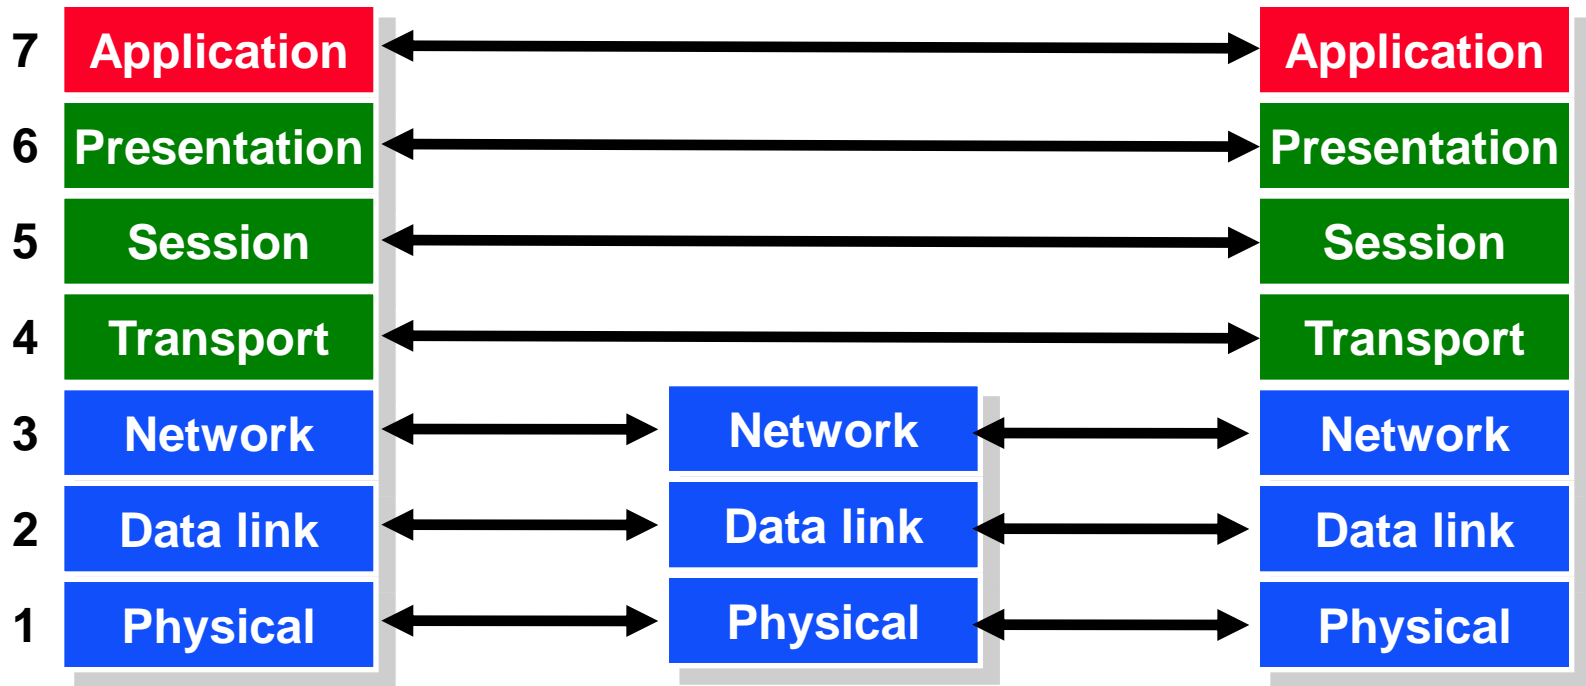 7 Application Application
6 Presentation Presentation
5 Session Session
4 Transport Transport
3 Network Network Network
2 Data link Data link Data link
1 Physical Physical Physical